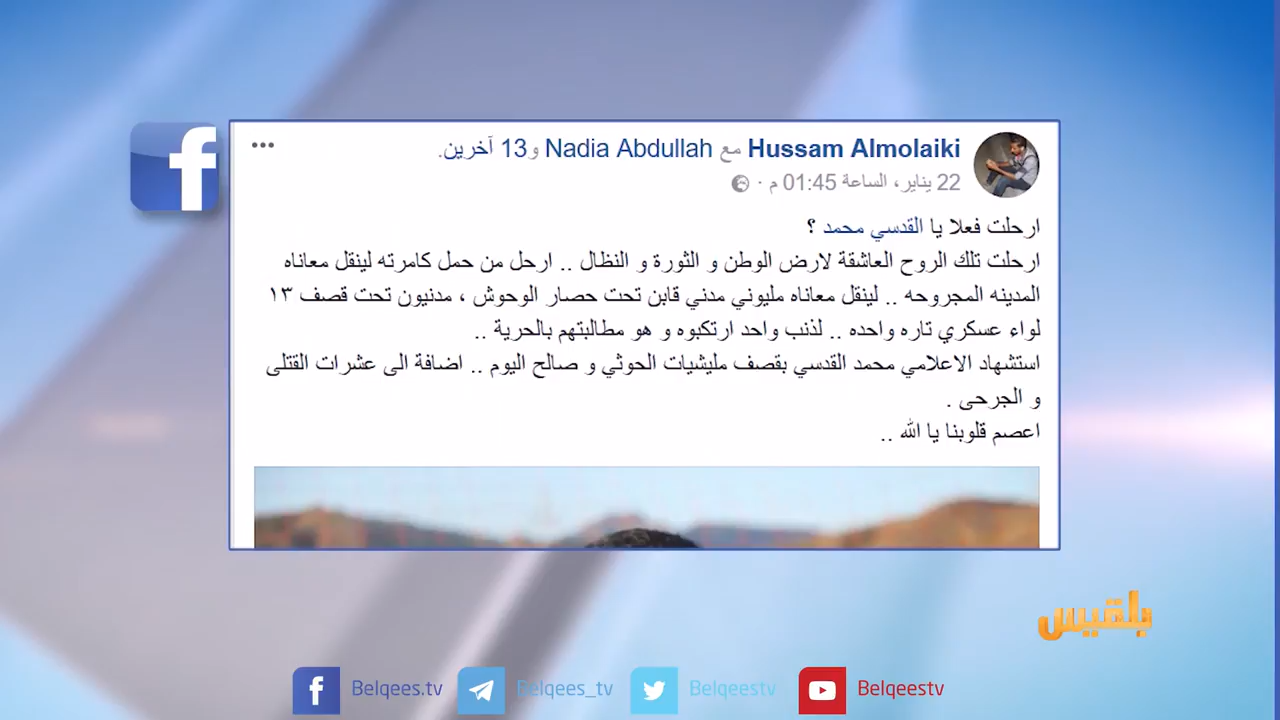 Hussam Almolaiki مع Nadia Abdullah و13 آخرين.
22 يناير، الساعة 01:45 م ·
ارحلت فعلا يا القدسي محمد ؟
ارحلت تلك الروح العاشقة لارض الوطن و الثورة و النظال .. ارحل من حمل كامرته لينقل معاناه
المدينه المجروحه .. لينقل معاناه مليوني مدني قابن تحت حصار الوحوش ، مدنيون تحت قصف ١٣
لواء عسكري تاره واحده .. لذنب واحد ارتكبوه و هو مطالبتهم بالحرية ..
استشهاد الاعلامي محمد القدسي بقصف مليشيات الحوثي و صالح اليوم .. اضافة الى عشرات القتلى
و الجرحى .
اعصم قلوبنا يا الله ..
بلقيس
Belqees.tv
Belqees_tv
Belqeestv
Belqeestv